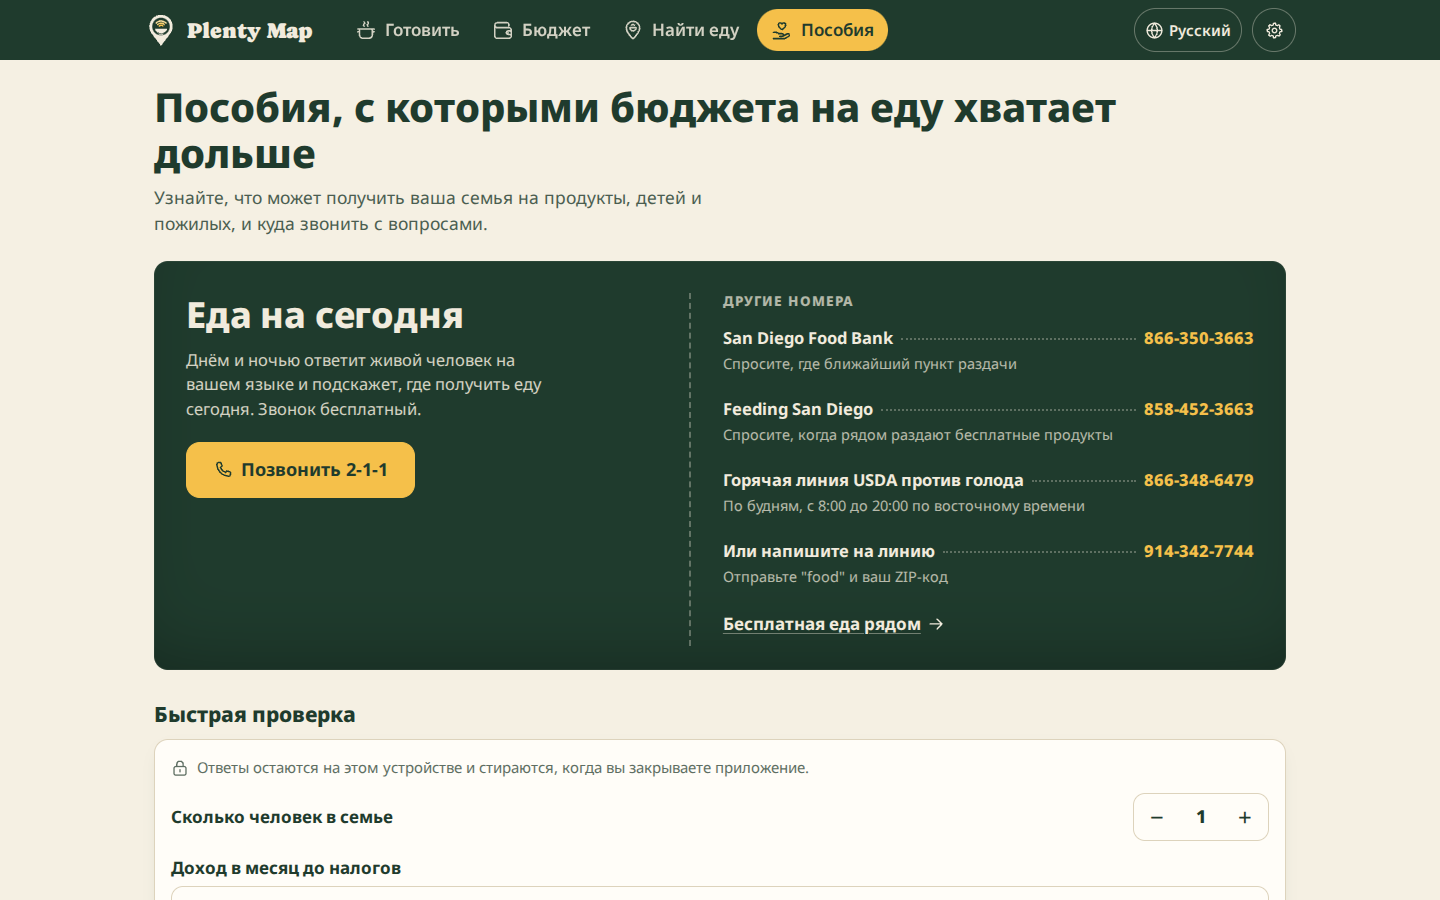 Plenty Map
Готовить
Бюджет
Найти еду
Пособия
Русский
Пособия, с которыми бюджета на еду хватает
дольше
Узнайте, что может получить ваша семья на продукты, детей и
пожилых, и куда звонить с вопросами.
Еда на сегодня
Днём и ночью ответит живой человек на
вашем языке и подскажет, где получить еду
сегодня. Звонок бесплатный.
Позвонить 2-1-1
ДРУГИЕ НОМЕРА
San Diego Food Bank 866-350-3663
Спросите, где ближайший пункт раздачи
Feeding San Diego 858-452-3663
Спросите, когда рядом раздают бесплатные продукты
Горячая линия USDA против голода 866-348-6479
По будням, с 8:00 до 20:00 по восточному времени
Или напишите на линию 914-342-7744
Отправьте "food" и ваш ZIP-код
Бесплатная еда рядом →
Быстрая проверка
Ответы остаются на этом устройстве и стираются, когда вы закрываете приложение.
Сколько человек в семье
− 1 +
Доход в месяц до налогов